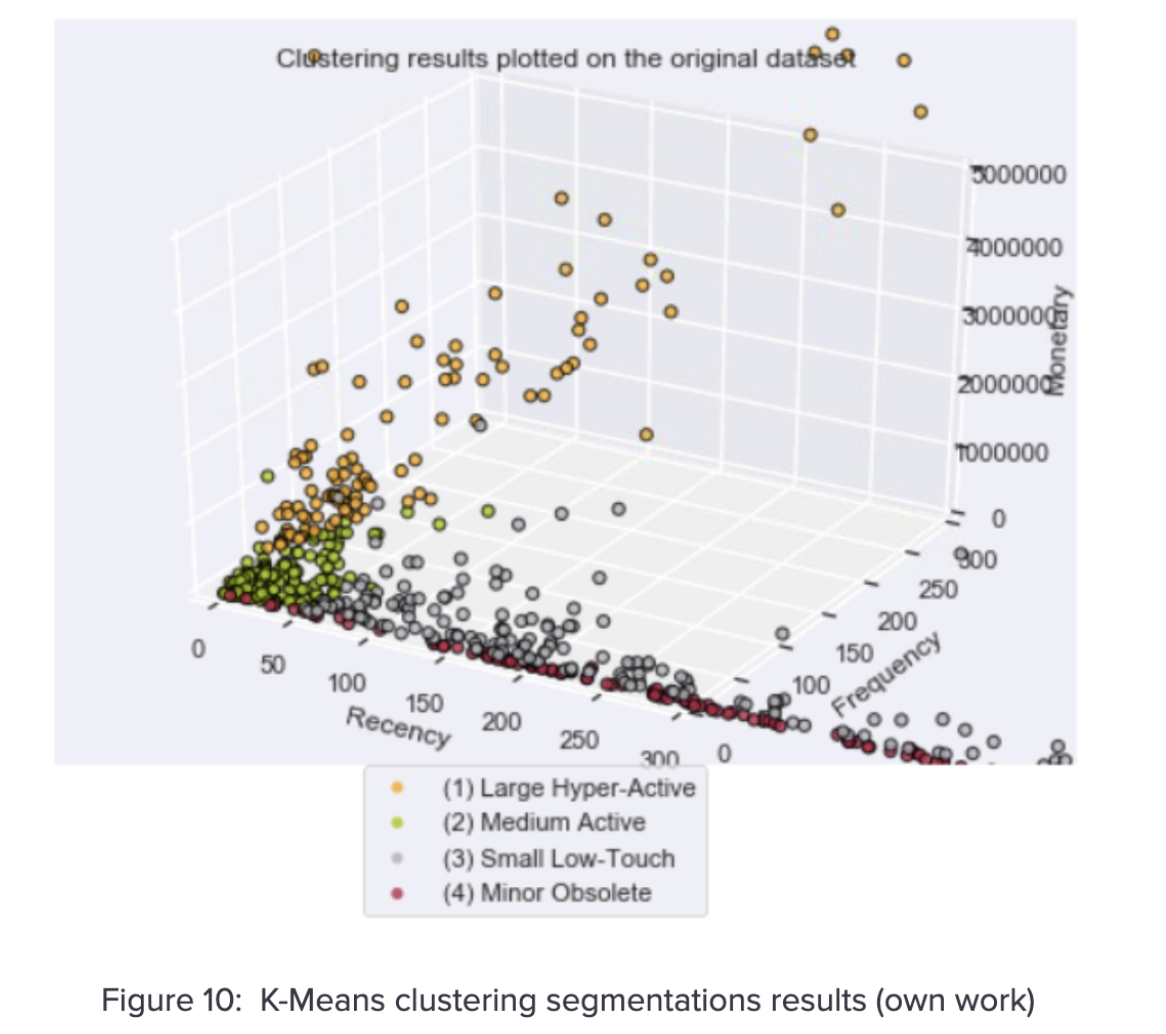 Clustering results plotted on the original dataset
5000000
4000000
3000000
2000000
1000000
0
Monetary
300
250
200
150
100
0
Frequency
0
50
100
150
200
250
300
Recency
(1) Large Hyper-Active
(2) Medium Active
(3) Small Low-Touch
(4) Minor Obsolete
Figure 10: K-Means clustering segmentations results (own work)